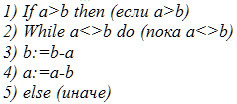 1) If a>b then (если a>b)
2) While a<>b do (пока a<>b)
3) b:=b-a
4) a:=a-b
5) else (иначе)